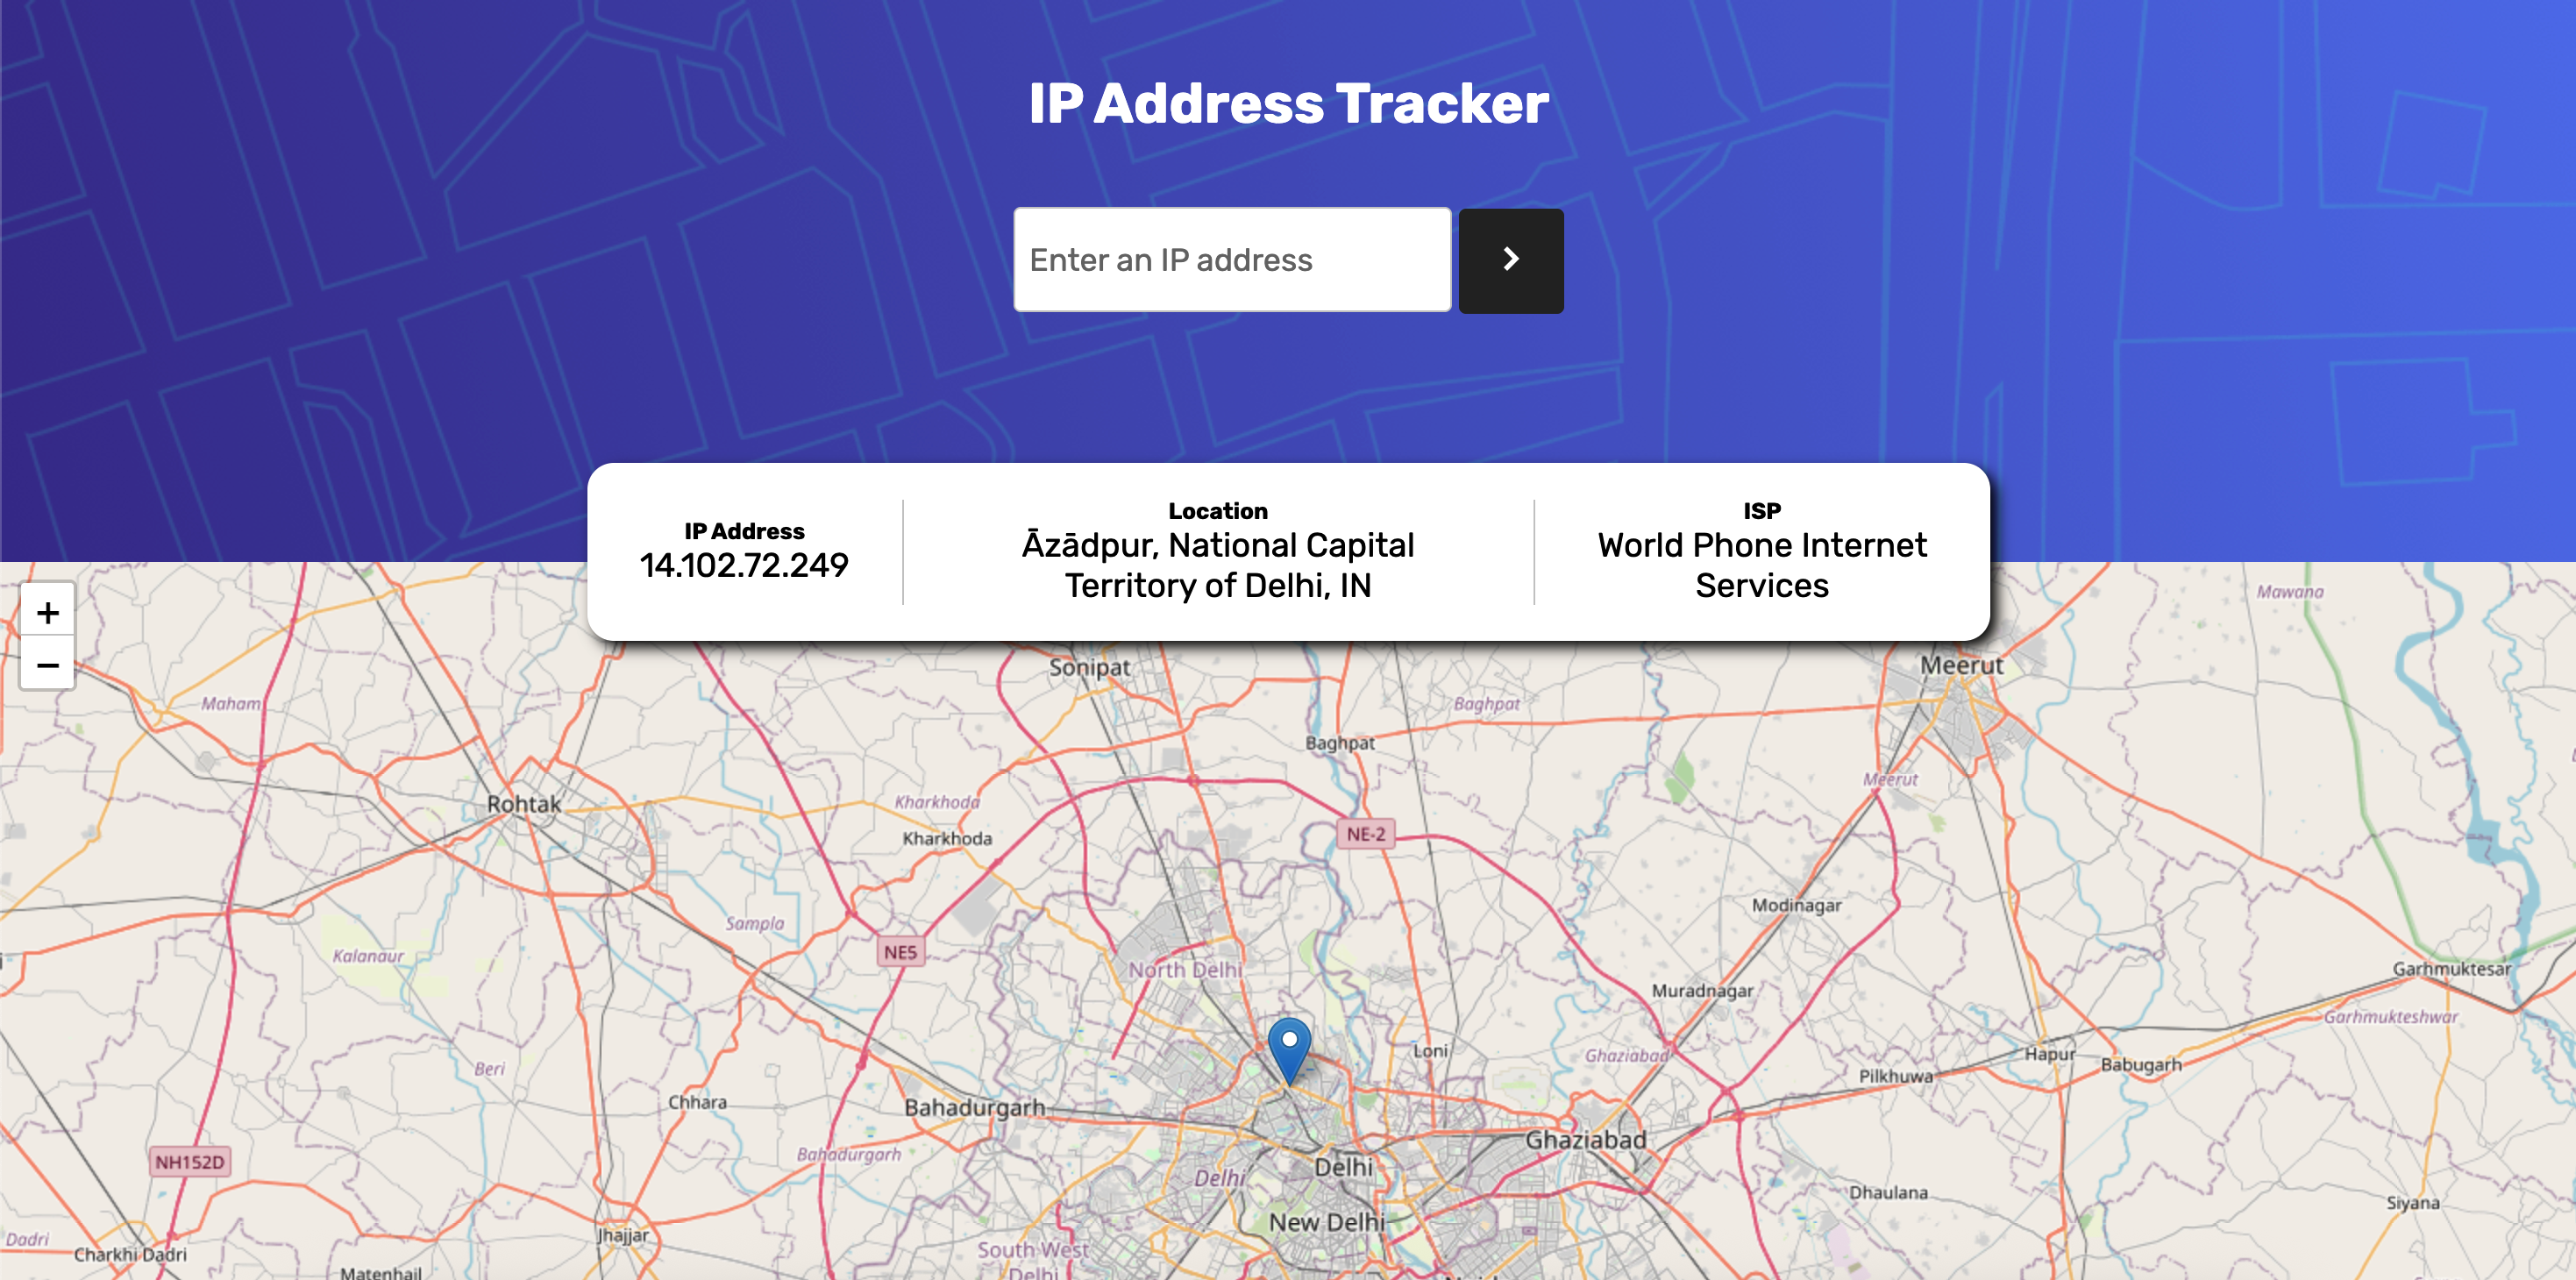 IP Address Tracker
Enter an IP address
IP Address
14.102.72.249
Location
Āzādpur, National Capital
Territory of Delhi, IN
ISP
World Phone Internet
Services
+
−
Mawana
Sonipat
Meerut
Maham
Baghpat
Baghpat
Meerut
Rohtak
Kharkhoda
Kharkhoda
NE-2
Modinagar
Sampla
Kalanaur
NE5
North Delhi
Garhmuktesar
Muradnagar
Garhmukteshwar
Loni
Ghaziabad
Hapur
Babugarh
Beri
Pilkhuwa
Chhara
Bahadurgarh
Ghaziabad
Bahadurgarh
NH152D
Delhi
Delhi
Dhaulana
Siyana
New Delhi
Jhajjar
Dadri
Charkhi Dadri
South West
Delhi
Matenhail